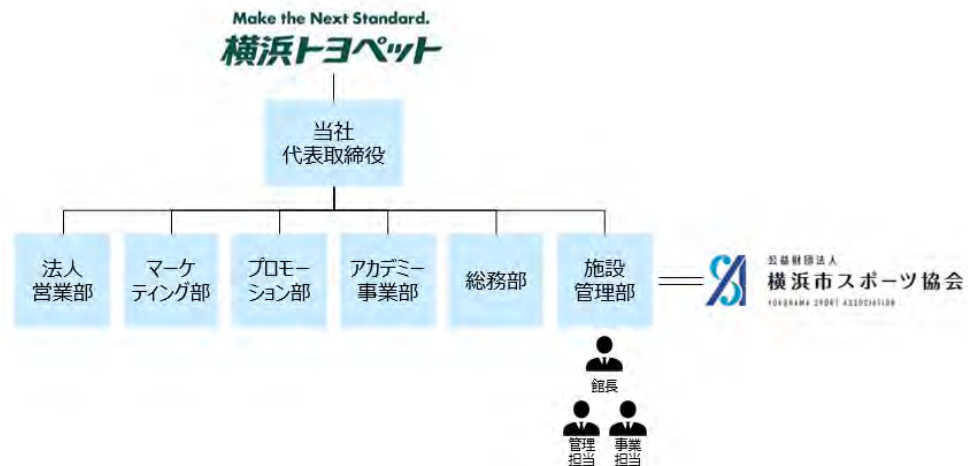 Make the Next Standard.
横浜トヨペット
当社
代表取締役
法人
営業部
マーケ
ティング部
プロモー
ション部
アカデミー
事業部
総務部
施設
管理部
公益財団法人
横浜市スポーツ協会
YOKOHAMA SPORT ASSOCIATION
館長
管理
担当
事業
担当